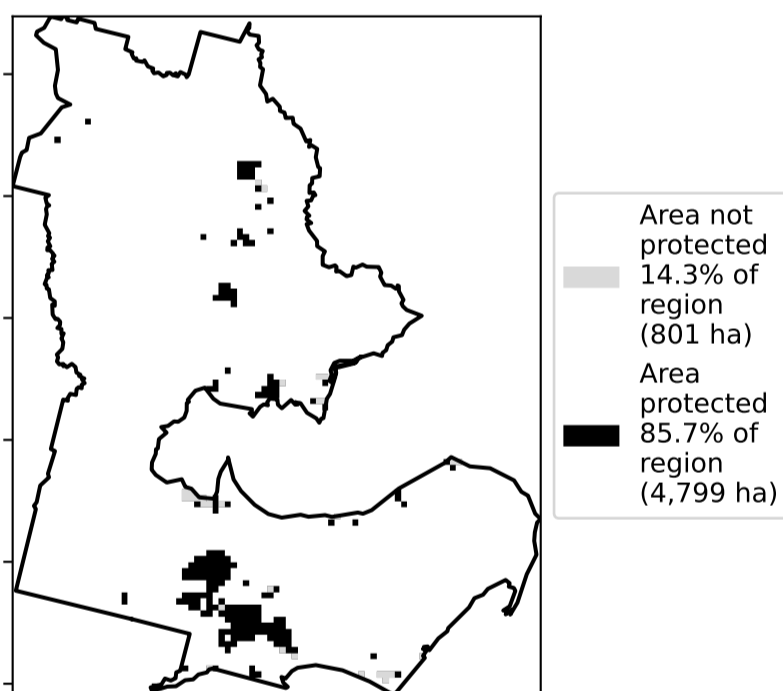 Area not
protected
14.3% of
region
(801 ha)
Area
protected
85.7% of
region
(4,799 ha)